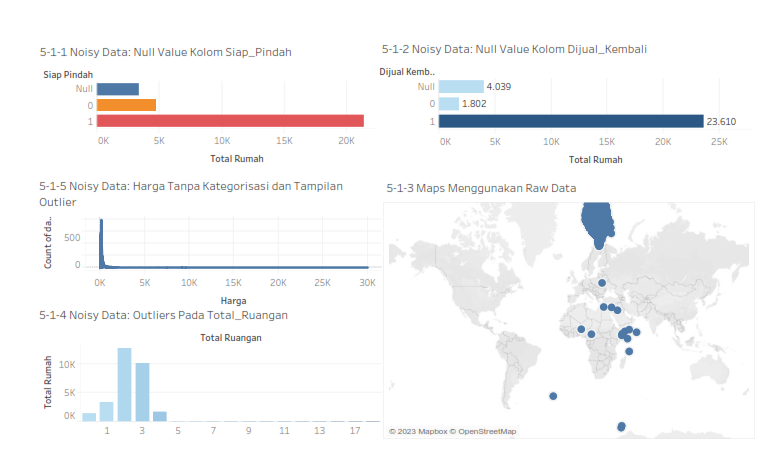 5-1-1 Noisy Data: Null Value Kolom Siap_Pindah
Siap Pindah
Null
0
1
0K 5K 10K 15K 20K
Total Rumah
5-1-2 Noisy Data: Null Value Kolom Dijual_Kembali
Dijual Kemb..
Null 4.039
0 1.802
1 23.610
0K 5K 10K 15K 20K 25K
Total Rumah
5-1-5 Noisy Data: Harga Tanpa Kategorisasi dan Tampilan
Outlier
Count of da..
500
0
0K 5K 10K 15K 20K 25K 30K
Harga
5-1-4 Noisy Data: Outliers Pada Total_Ruangan
Total Ruangan
Total Rumah
10K
5K
0K
1 3 5 7 9 11 13 17
5-1-3 Maps Menggunakan Raw Data
© 2023 Mapbox © OpenStreetMap